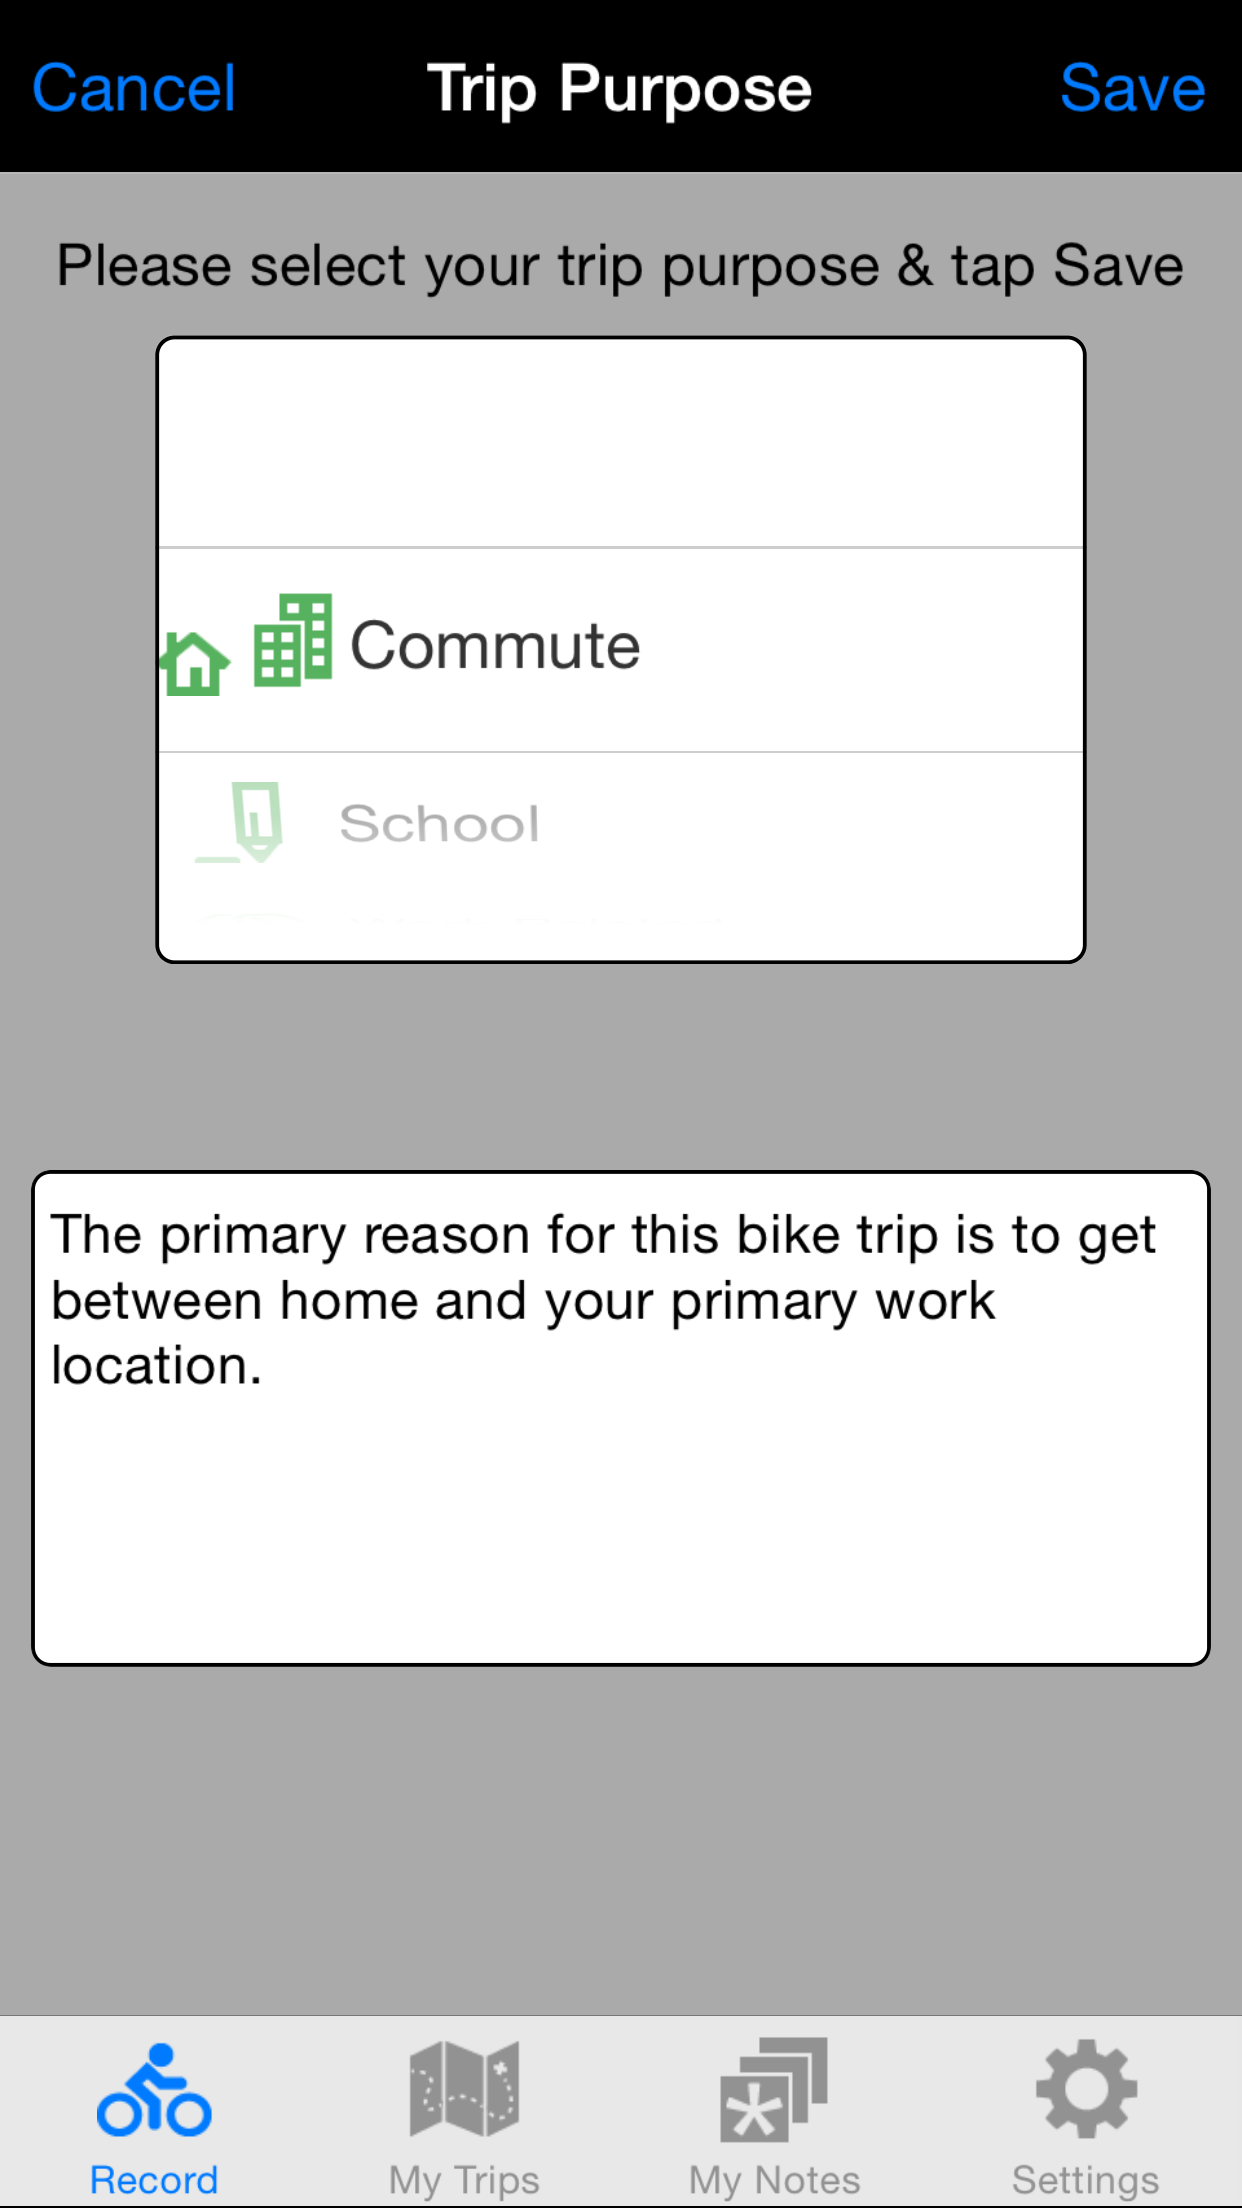 Cancel
Trip Purpose
Save
Please select your trip purpose & tap Save
Commute
School
The primary reason for this bike trip is to get
between home and your primary work
location.
Record
My Trips
My Notes
Settings